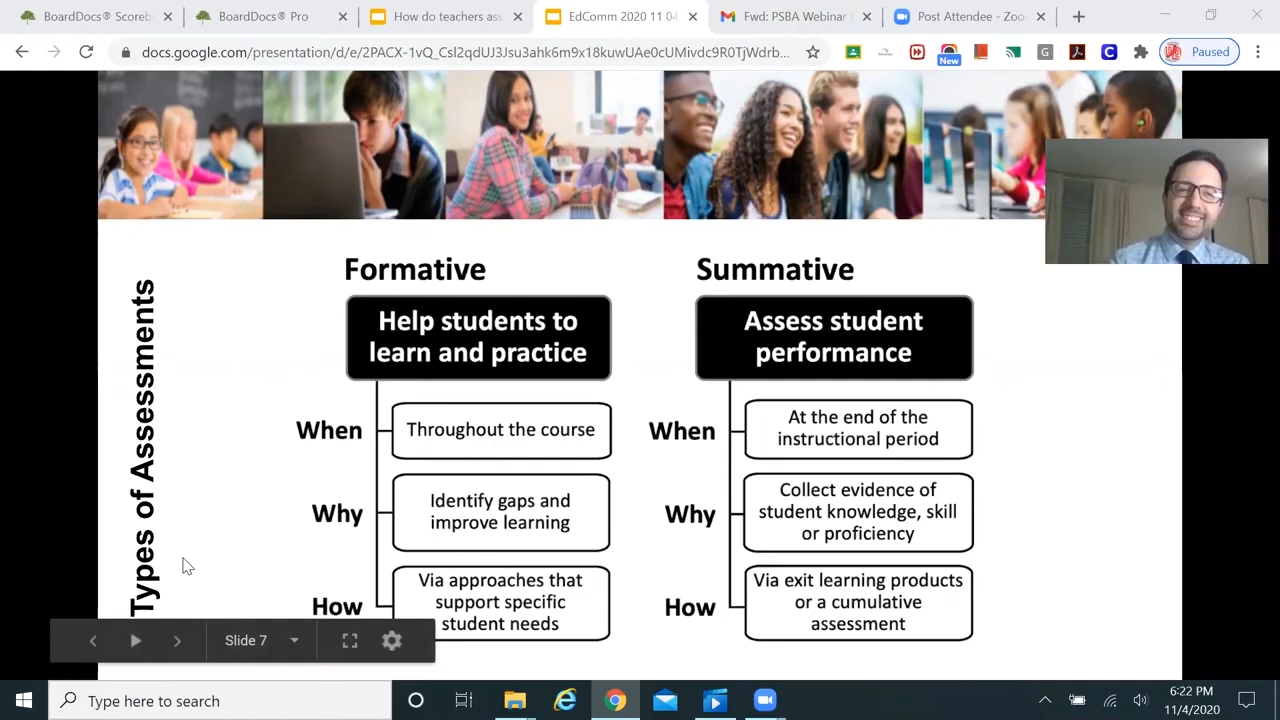 BoardDocs® Scoreb
BoardDocs® Pro
How do teachers ass
EdComm 2020 11 04
Fwd: PSBA Webinar
Post Attendee - Zoo
docs.google.com/presentation/d/e/2PACX-1vQ_Csl21dUJ3Jsu3ahk6m9x18kuwUAe0cUMivdc9R0TjWdrb...
New
G
C
Paused
Types of Assessments
Formative
Help students to
learn and practice
When
Throughout the course
Why
Identify gaps and
improve learning
How
Via approaches that
support specific
student needs
Summative
Assess student
performance
When
At the end of the
instructional period
Why
Collect evidence of
student knowledge, skill
or proficiency
How
Via exit learning products
or a cumulative
assessment
Slide 7
Type here to search
6:22 PM
11/4/2020